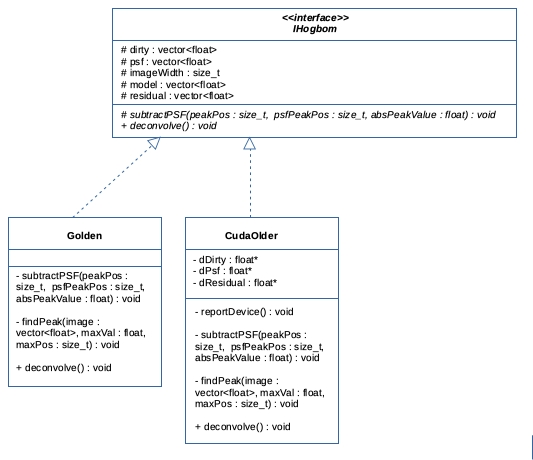 <<interface>>
IHogbom
# dirty : vector<float>
# psf : vector<float>
# imageWidth : size_t
# model : vector<float>
# residual : vector<float>
# subtractPSF(peakPos : size_t,  psfPeakPos : size_t, absPeakValue : float) : void
+ deconvolve() : void
Golden
- subtractPSF(peakPos :
size_t,  psfPeakPos : size_t,
absPeakValue : float) : void
- findPeak(image :
vector<float>, maxVal : float,
maxPos : size_t) : void
+ deconvolve() : void
CudaOlder
- dDirty : float*
- dPsf : float*
- dResidual : float*
- reportDevice() : void
- subtractPSF(peakPos :
size_t,  psfPeakPos : size_t,
absPeakValue : float) : void
- findPeak(image :
vector<float>, maxVal : float,
maxPos : size_t) : void
+ deconvolve() : void